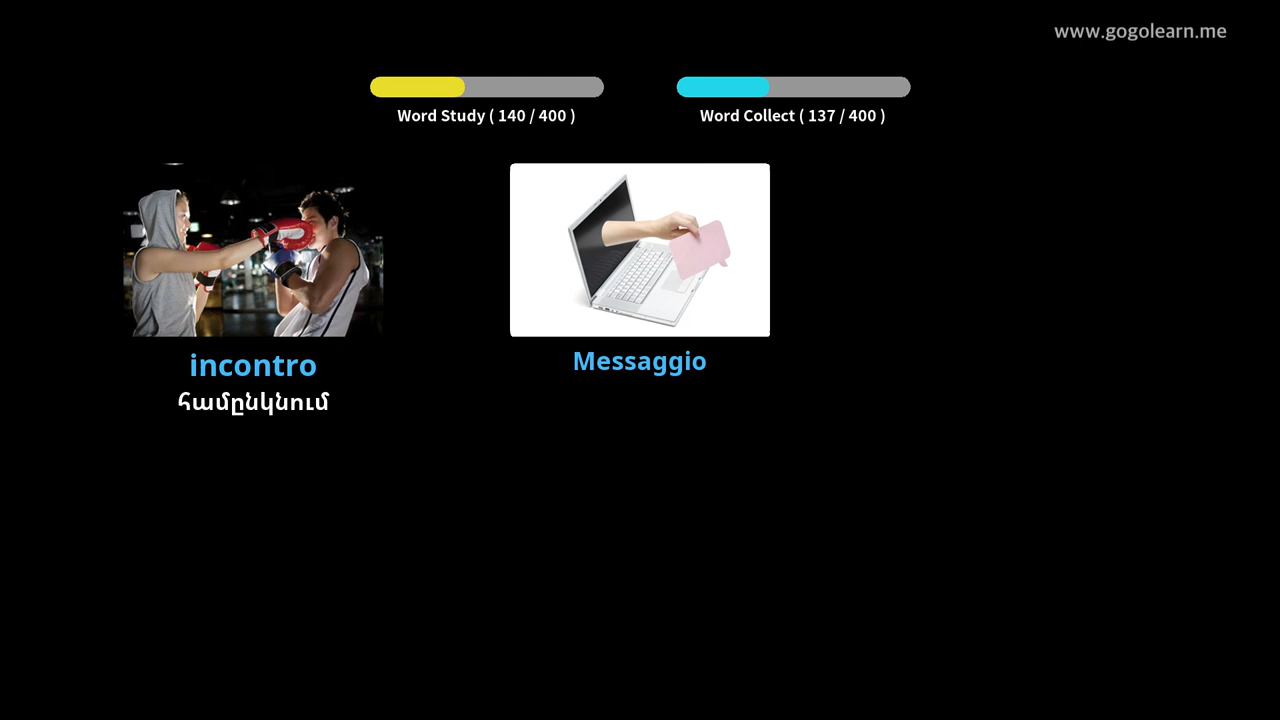 www.gogolearn.me
Word Study ( 140 / 400 )
Word Collect ( 137 / 400 )
incontro
համընկնում
Messaggio